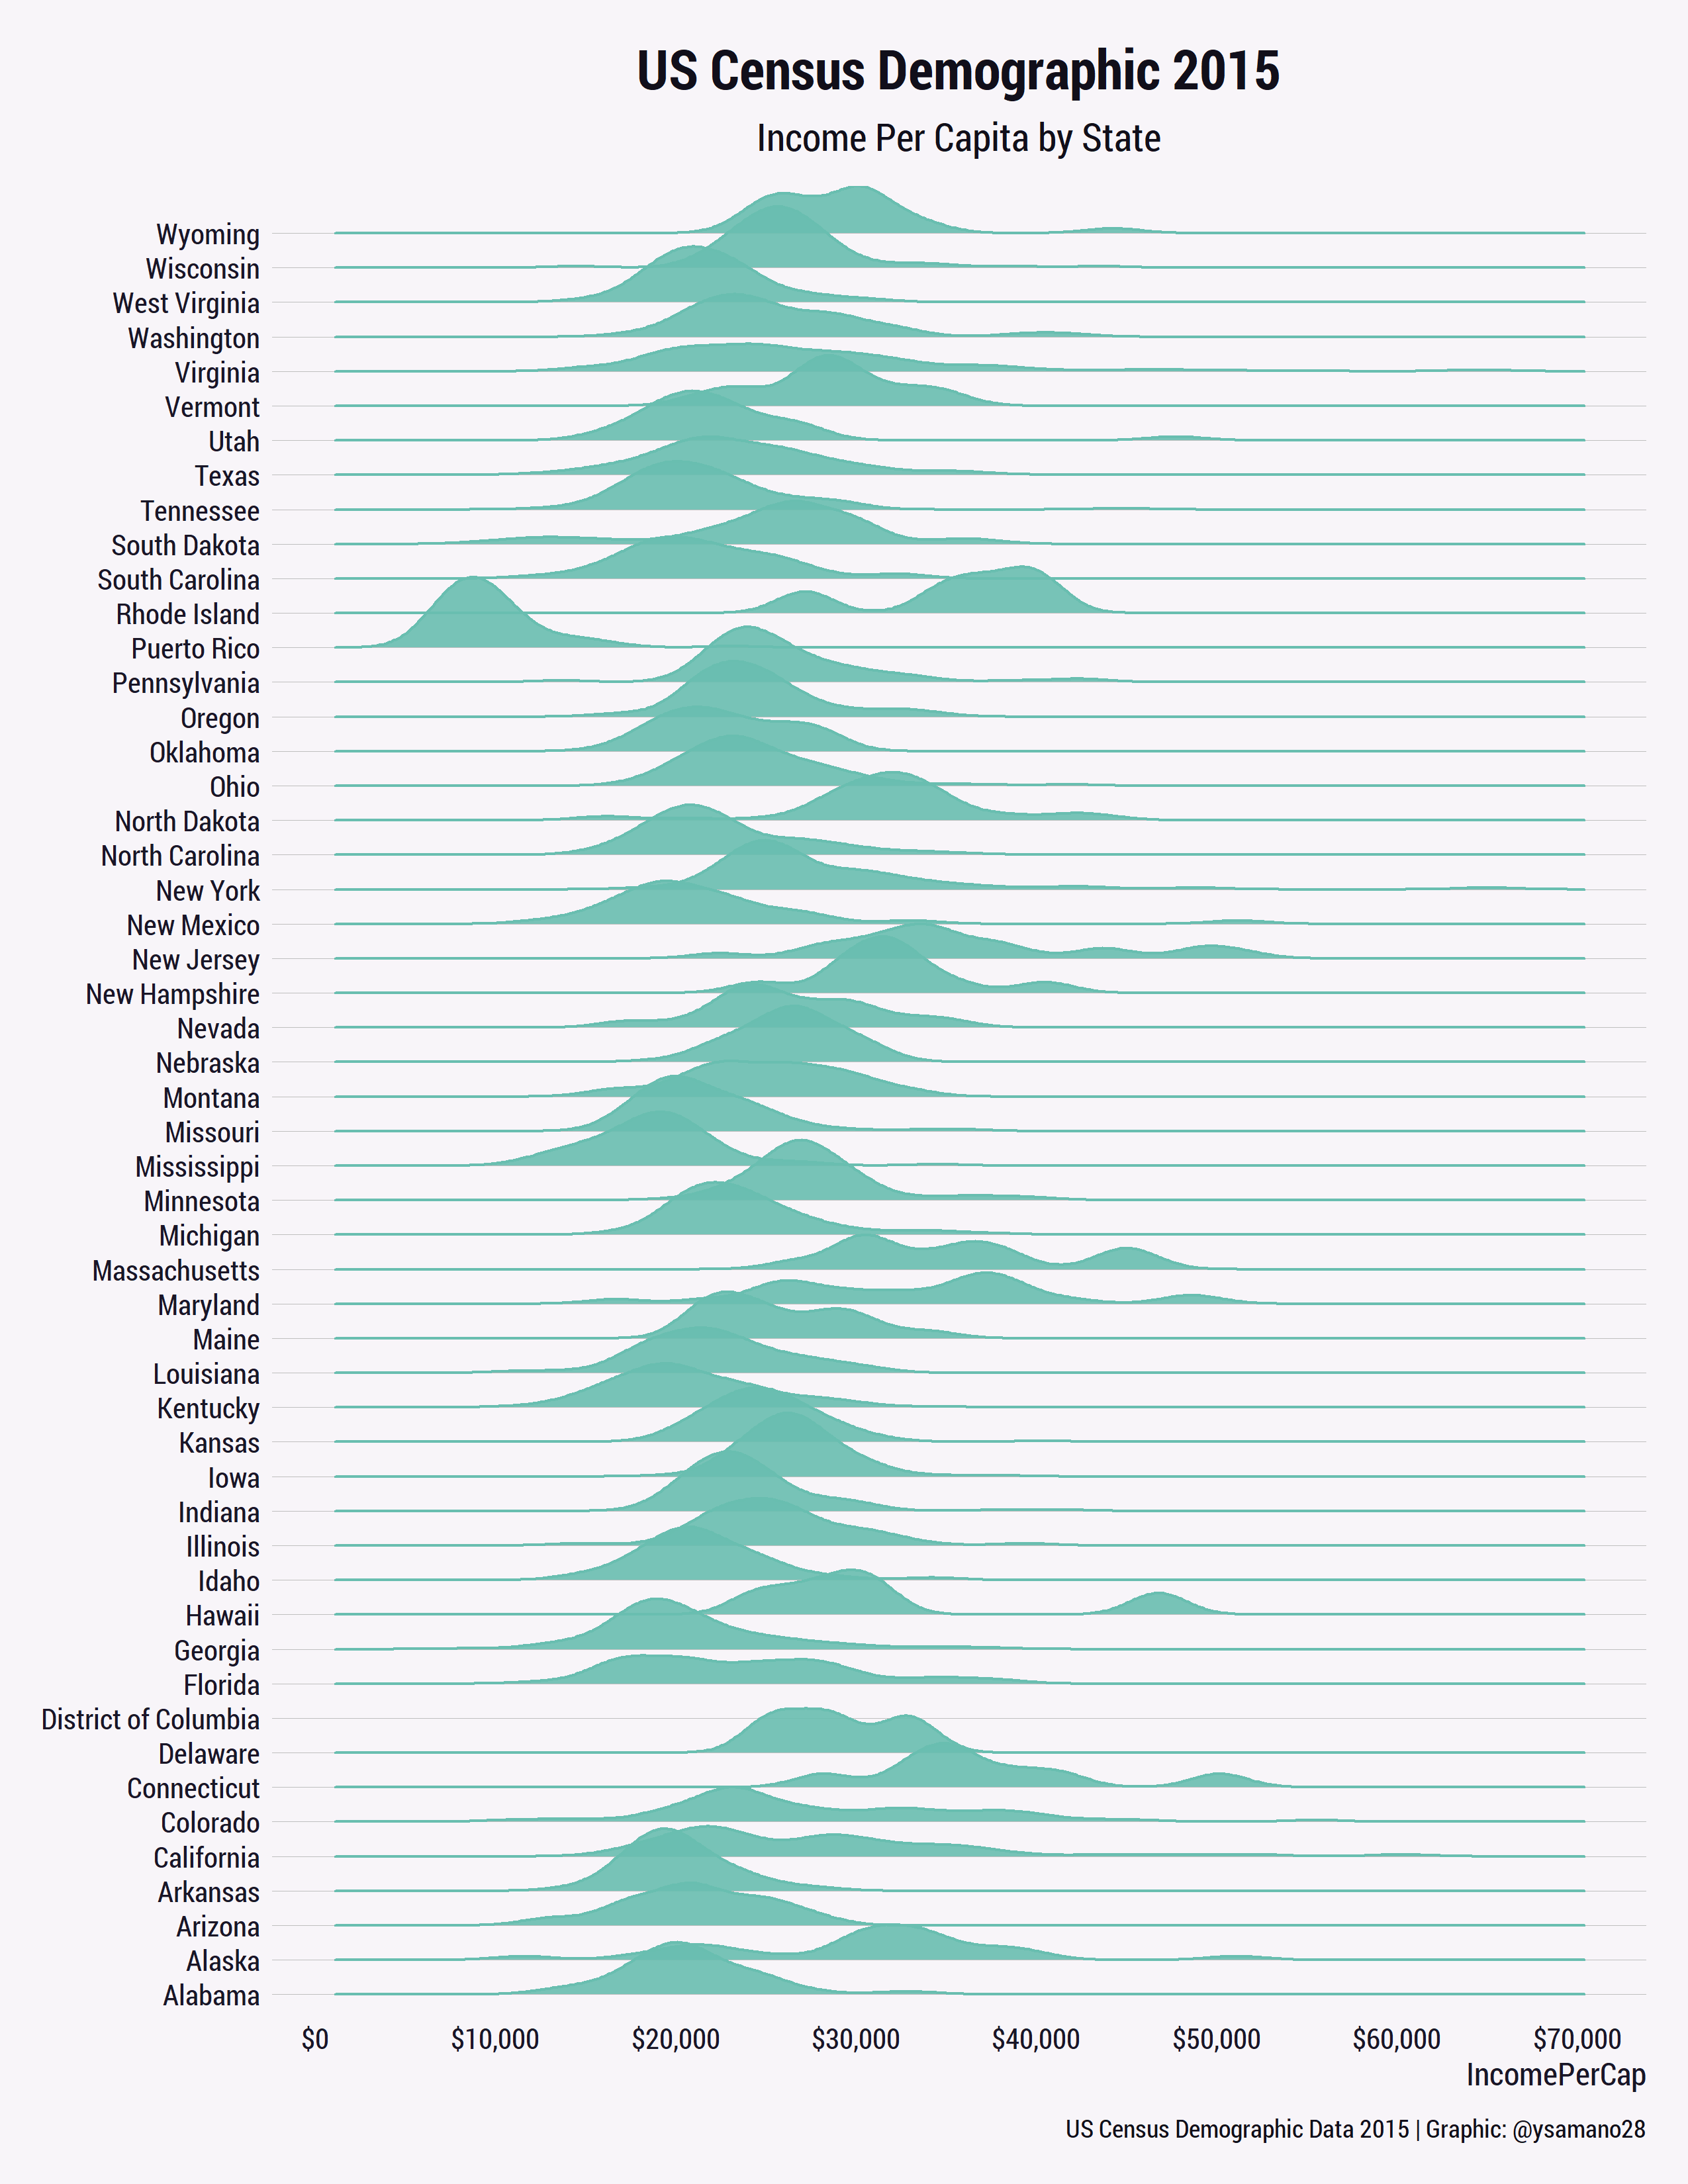 US Census Demographic 2015
Income Per Capita by State
Wyoming
Wisconsin
West Virginia
Washington
Virginia
Vermont
Utah
Texas
Tennessee
South Dakota
South Carolina
Rhode Island
Puerto Rico
Pennsylvania
Oregon
Oklahoma
Ohio
North Dakota
North Carolina
New York
New Mexico
New Jersey
New Hampshire
Nevada
Nebraska
Montana
Missouri
Mississippi
Minnesota
Michigan
Massachusetts
Maryland
Maine
Louisiana
Kentucky
Kansas
Iowa
Indiana
Illinois
Idaho
Hawaii
Georgia
Florida
District of Columbia
Delaware
Connecticut
Colorado
California
Arkansas
Arizona
Alaska
Alabama
$0 $10,000 $20,000 $30,000 $40,000 $50,000 $60,000 $70,000
IncomePerCap
US Census Demographic Data 2015 | Graphic: @ysamano28